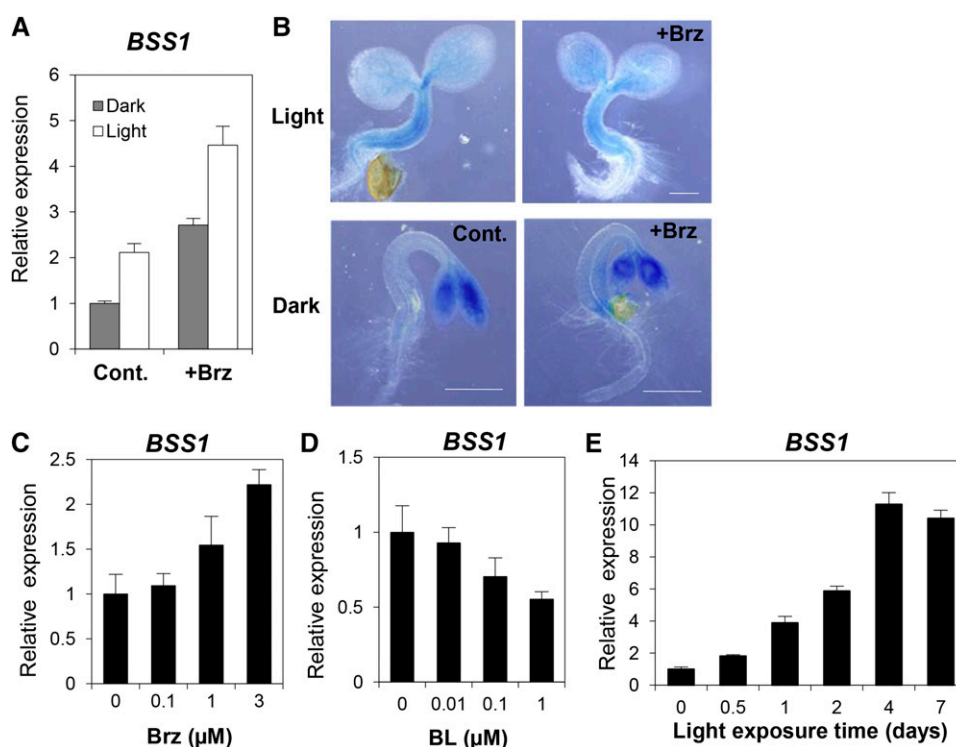 A
BSS1
Relative expression
6
5
4
3
2
1
0
Dark
Light
Cont.
+Brz
B
+Brz
Light
Cont.
+Brz
Dark
C
BSS1
Relative expression
2.5
2
1.5
1
0.5
0
0
0.1
1
3
Brz (μM)
D
BSS1
Relative expression
1.5
1
0.5
0
0
0.01
0.1
1
BL (μM)
E
BSS1
Relative expression
14
12
10
8
6
4
2
0
0
0.5
1
2
4
7
Light exposure time (days)